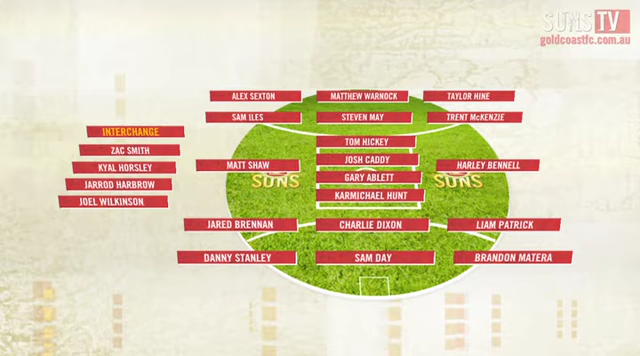 SUNS TV
goldcoastfc.com.au
ALEX SEXTON MATTHEW WARNOCK TAYLOR HINE
SAM ILES STEVEN MAY TRENT McKENZIE
INTERCHANGE
ZAC SMITH
KYAL HORSLEY
JARROD HARBROW
JOEL WILKINSON
TOM HICKEY
JOSH CADDY
MATT SHAW HARLEY BENNELL
GARY ABLETT
SUNS SUNS
KARMICHAEL HUNT
JARED BRENNAN CHARLIE DIXON LIAM PATRICK
DANNY STANLEY SAM DAY BRANDON MATERA